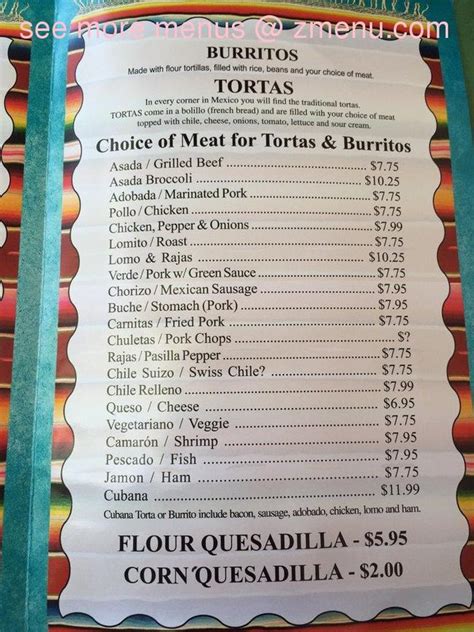 see more menus @ zmenu.com
BURRITOS
Made with flour tortillas, filled with rice, beans and your choice of meat.
TORTAS
In every corner in Mexico you will find the traditional tortas.
TORTAS come in a bolillo (french bread) and are filled with your choice of meat
topped with chile, cheese, onions, tomato, lettuce and sour cream.
Choice of Meat for Tortas & Burritos
Asada / Grilled Beef ........ $7.75
Asada Broccoli ........ $10.25
Adobada / Marinated Pork ........ $7.75
Pollo / Chicken ........ $7.75
Chicken, Pepper & Onions ........ $7.99
Lomito / Roast ........ $7.75
Lomo & Rajas ........ $10.25
Verde / Pork w/ Green Sauce ........ $7.75
Chorizo / Mexican Sausage ........ $7.95
Buche / Stomach (Pork) ........ $7.95
Carnitas / Fried Pork ........ $7.75
Chuletas / Pork Chops ........ $?
Rajas / Pasilla Pepper ........ $7.75
Chile Suizo / Swiss Chile? ........ $7.75
Chile Relleno ........ $7.99
Queso / Cheese ........ $6.95
Vegetariano / Veggie ........ $7.75
Camarón / Shrimp ........ $7.95
Pescado / Fish ........ $7.95
Jamon / Ham ........ $7.75
Cubana ........ $11.99
Cubana Torta or Burrito include bacon, sausage, adobado, chicken, lomo and ham.
FLOUR QUESADILLA - $5.95
CORN QUESADILLA - $2.00